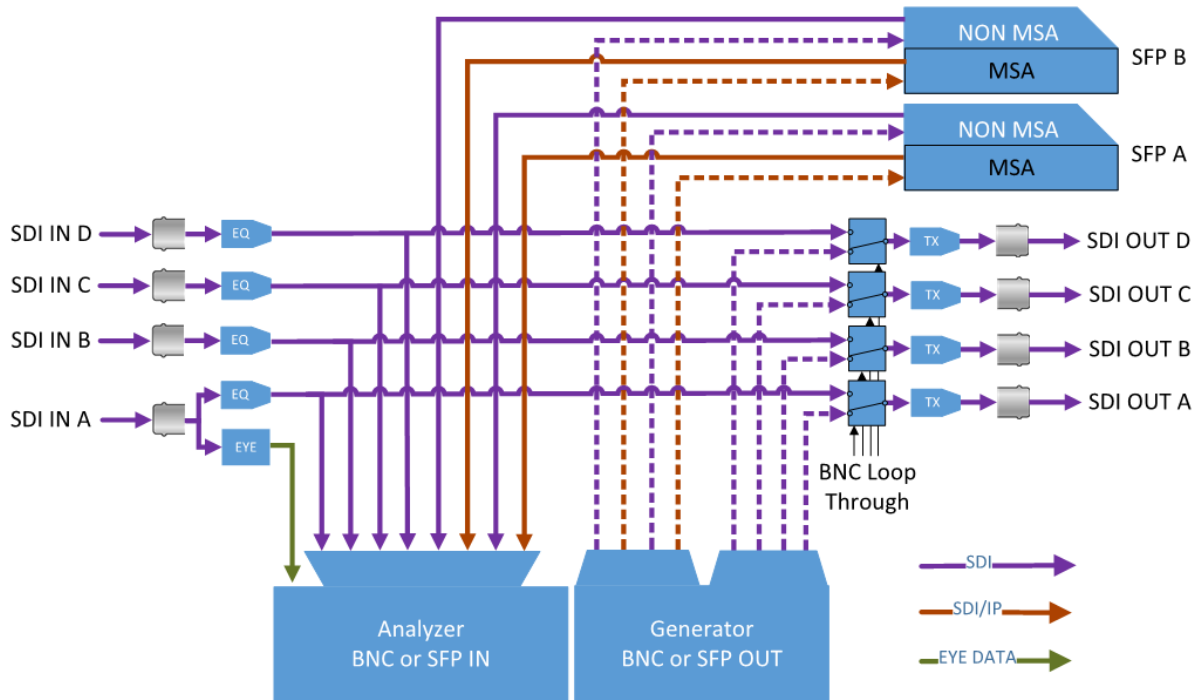 NON MSA
SFP B
MSA
NON MSA
SFP A
MSA
SDI IN D
EQ
TX
SDI OUT D
SDI IN C
EQ
TX
SDI OUT C
SDI IN B
EQ
TX
SDI OUT B
SDI IN A
EQ
TX
SDI OUT A
EYE
BNC Loop
Through
Analyzer
BNC or SFP IN
Generator
BNC or SFP OUT
SDI
SDI/IP
EYE DATA